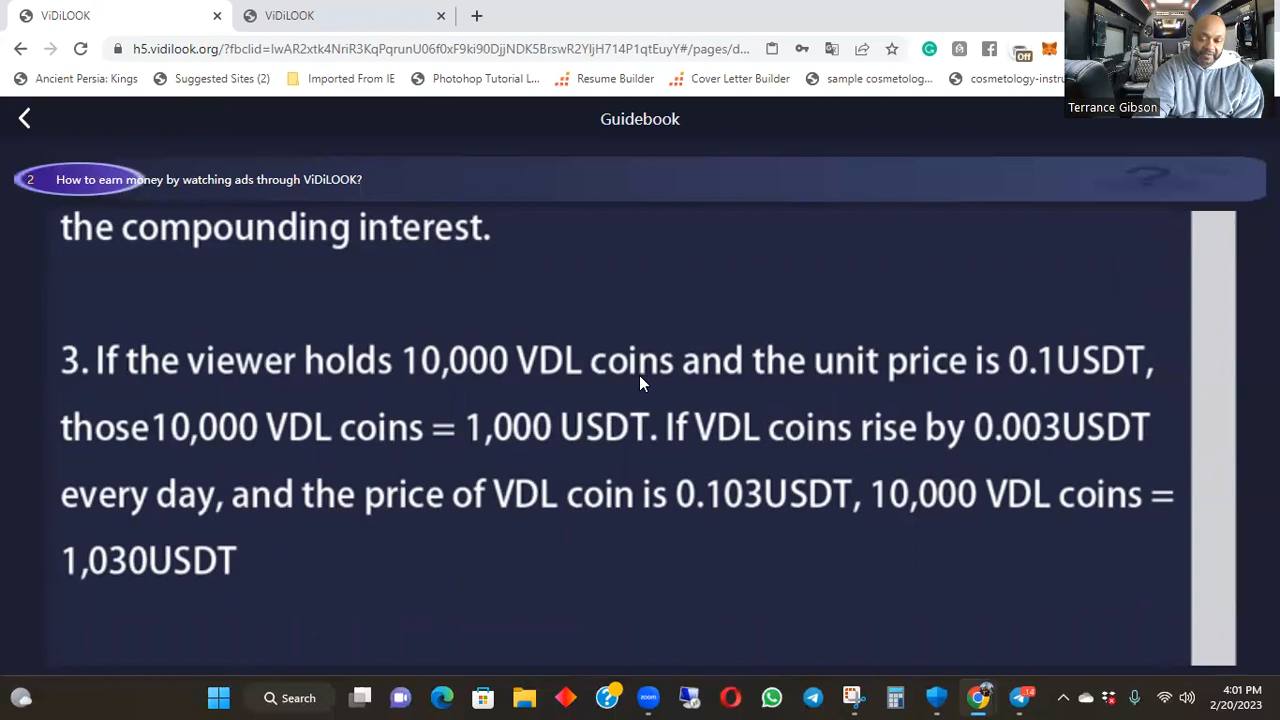 ViDiLOOK
ViDiLOOK
h5.vidilook.org/?fbclid=IwAR2xtk4NriR3KqPqrunU06f0xF9ki90DjjNDK5BrswR2YIjH714P1qtEuyY#/pages/d...
Ancient Persia: Kings
Suggested Sites (2)
Imported From IE
Photohop Tutorial L...
Resume Builder
Cover Letter Builder
sample cosmetolog...
cosmetology-instru
Off
Terrance Gibson
Guidebook
2 How to earn money by watching ads through ViDiLOOK?
the compounding interest.
3. If the viewer holds 10,000 VDL coins and the unit price is 0.1USDT,
those10,000 VDL coins = 1,000 USDT. If VDL coins rise by 0.003USDT
every day, and the price of VDL coin is 0.103USDT, 10,000 VDL coins =
1,030USDT
Search
zoom
14
4:01 PM
2/20/2023